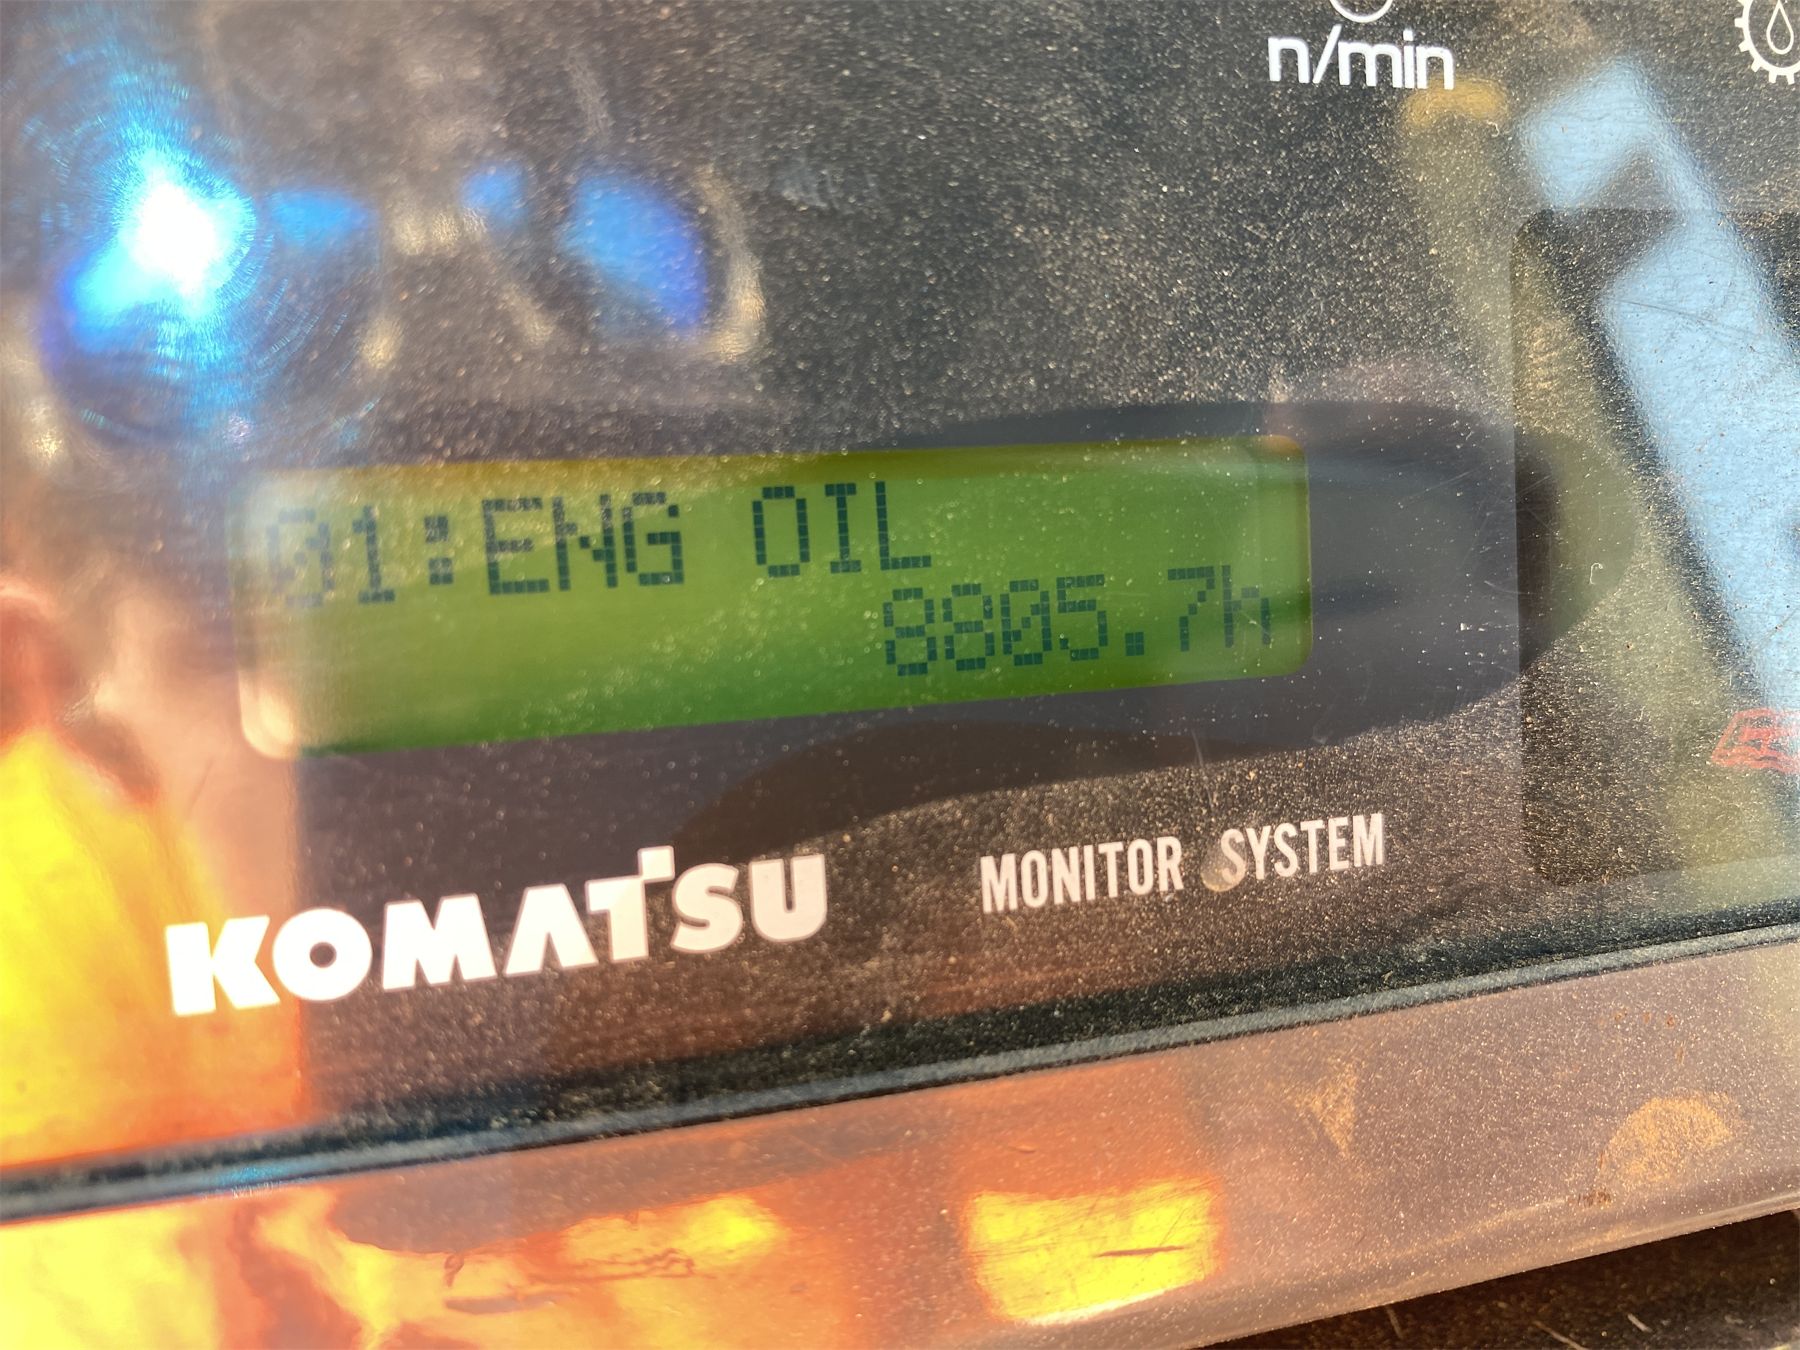 n/min
01:ENG OIL
8805.7h
KOMATSU
MONITOR SYSTEM